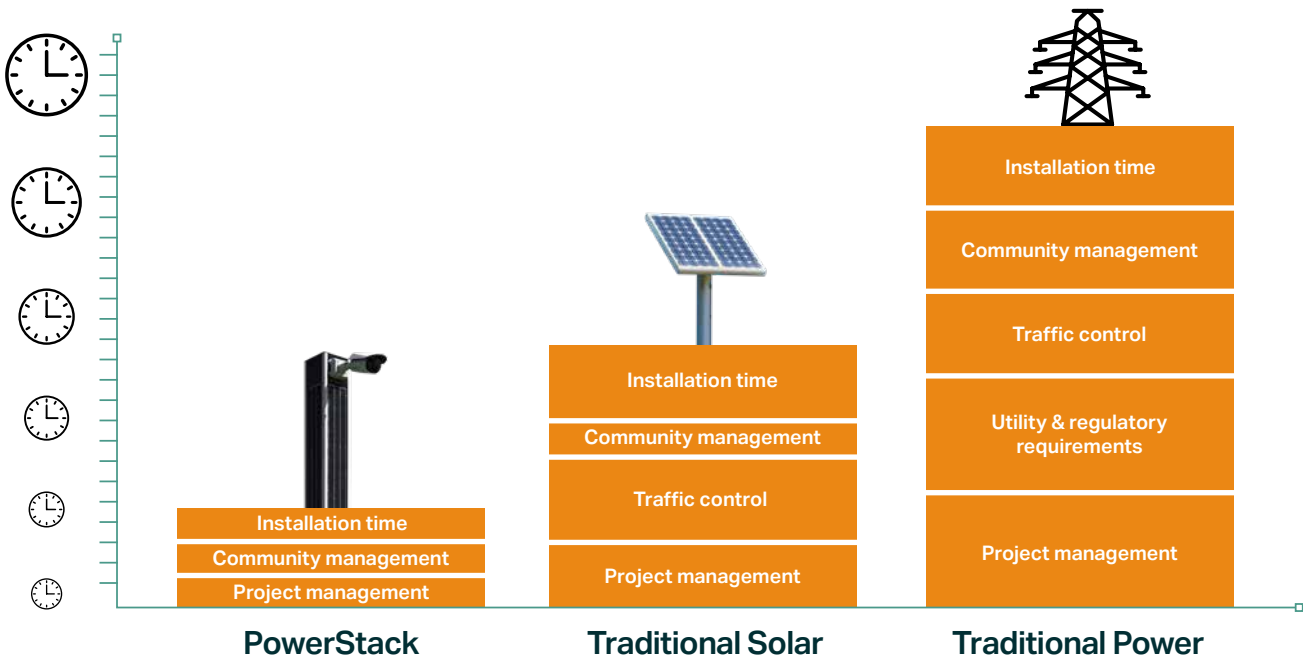 Installation time
Community management
Project management
PowerStack
Installation time
Community management
Traffic control
Project management
Traditional Solar
Installation time
Community management
Traffic control
Utility & regulatory
requirements
Project management
Traditional Power